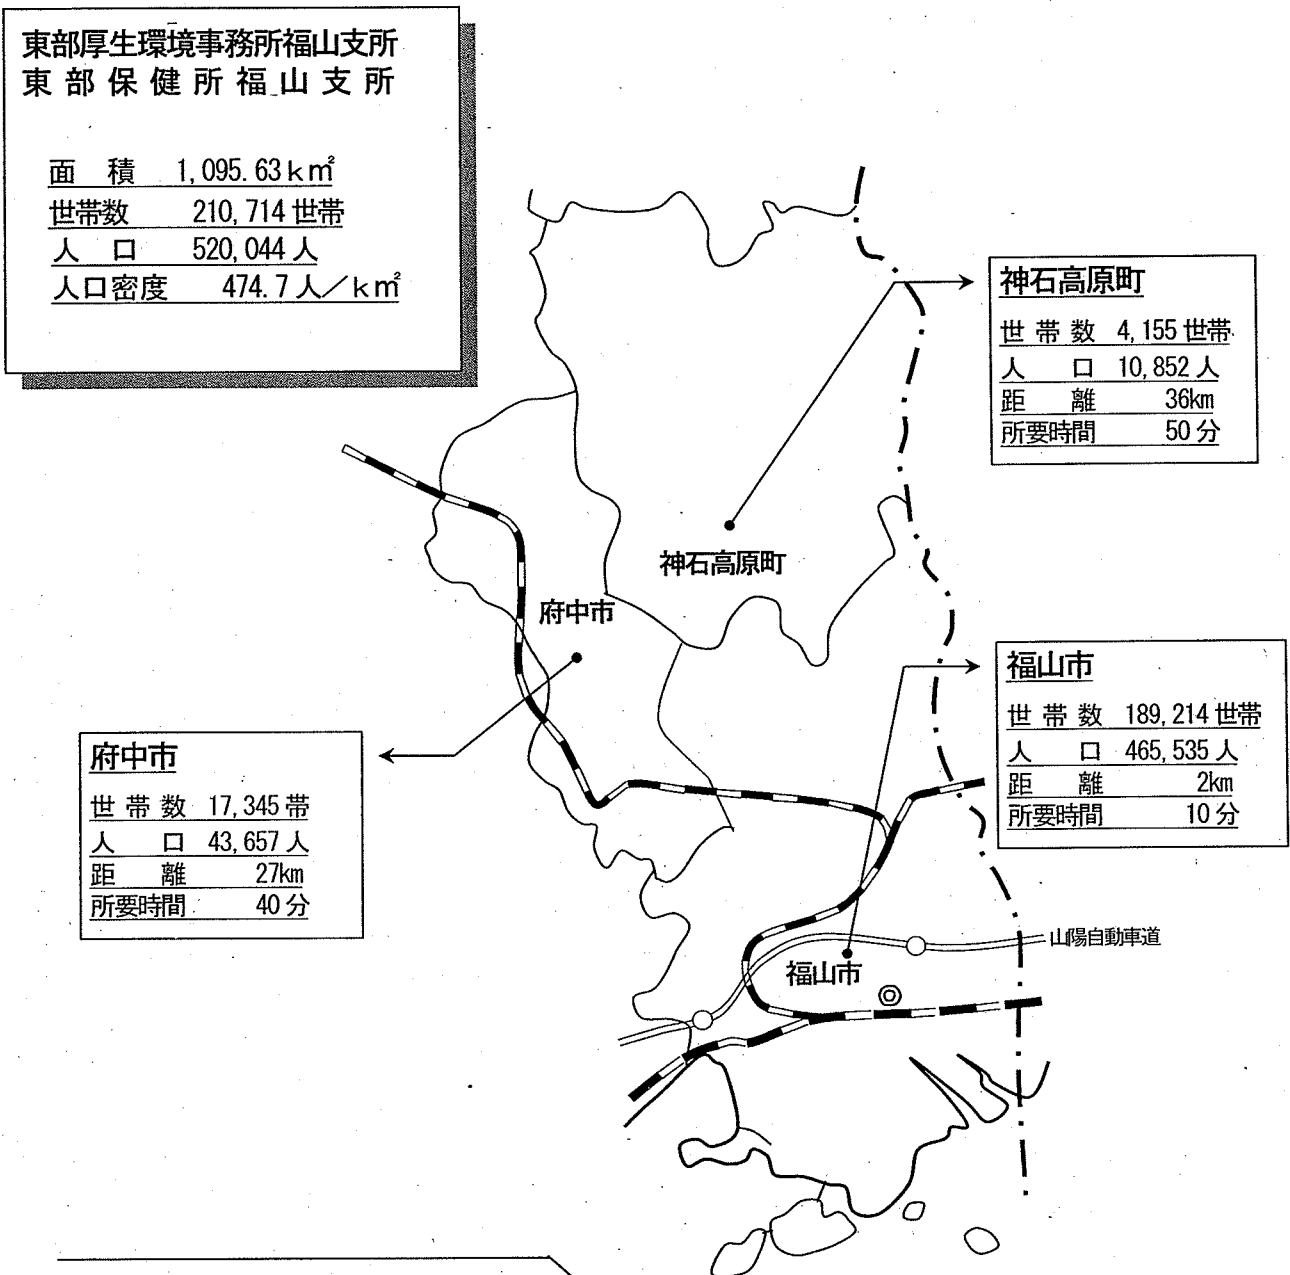 東部厚生環境事務所福山支所
東部保健所福山支所
面積 1,095.63km²
世帯数 210,714世帯
人口 520,044人
人口密度 474.7人／km²
神石高原町
世帯数 4,155世帯
人口 10,852人
距離 36km
所要時間 50分
神石高原町
府中市
福山市
世帯数 189,214世帯
人口 465,535人
距離 2km
所要時間 10分
府中市
世帯数 17,345帯
人口 43,657人
距離 27km
所要時間 40分
山陽自動車道
福山市